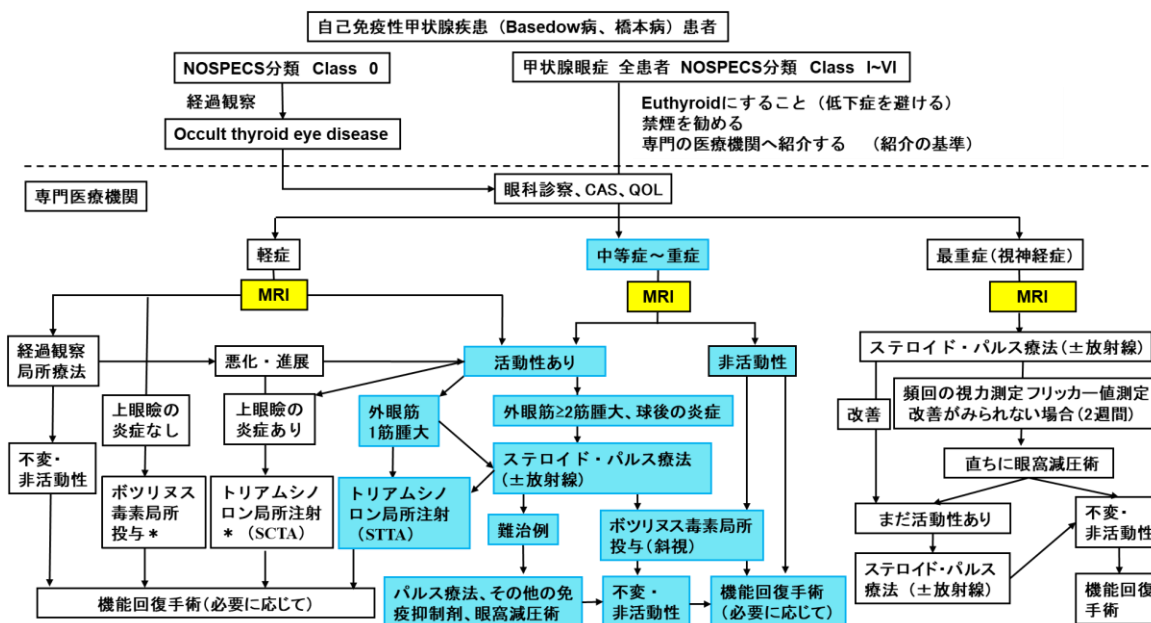 自己免疫性甲状腺疾患（Basedow病、橋本病）患者
NOSPECS分類 Class 0
甲状腺眼症 全患者 NOSPECS分類 Class I~VI
経過観察
Euthyroidにすること（低下症を避ける）
禁煙を勧める
専門の医療機関へ紹介する （紹介の基準）
Occult thyroid eye disease
専門医療機関
眼科診察、CAS、QOL
軽症
中等症～重症
最重症（視神経症）
MRI
MRI
MRI
経過観察
局所療法
悪化・進展
活動性あり
非活動性
ステロイド・パルス療法（±放射線）
上眼瞼の
炎症なし
上眼瞼の
炎症あり
外眼筋
1筋腫大
外眼筋≥2筋腫大、球後の炎症
改善
頻回の視力測定フリッカー値測定
改善がみられない場合（2週間）
不変・
非活動性
ステロイド・パルス療法
（±放射線）
直ちに眼窩減圧術
ボツリヌス
毒素局所
投与＊
トリアムシノ
ロン局所注射
＊（SCTA）
トリアムシノ
ロン局所注射
（STTA）
難治例
ボツリヌス毒素局所
投与（斜視）
まだ活動性あり
不変・
非活動性
ステロイド・パルス
療法（±放射線）
機能回復手術（必要に応じて）
パルス療法、その他の免
疫抑制剤、眼窩減圧術
不変・
非活動性
機能回復手術
（必要に応じて）
機能回復
手術